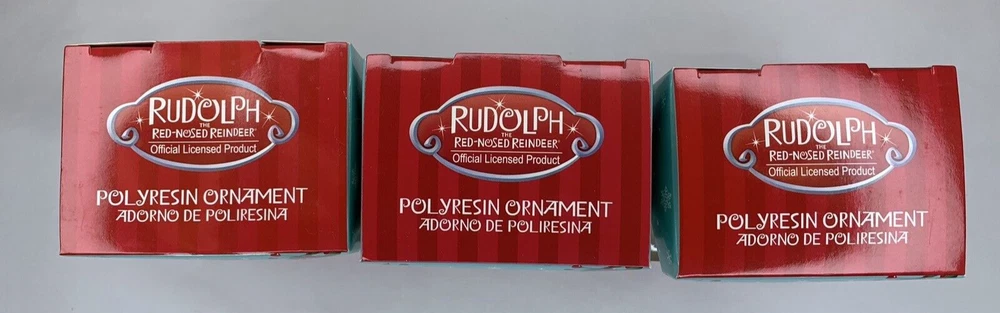 RUDOLPH
THE
RED-NOSED REINDEER
Official Licensed Product
POLYRESIN ORNAMENT
ADORNO DE POLIRESINA
RUDOLPH
THE
RED-NOSED REINDEER
Official Licensed Product
POLYRESIN ORNAMENT
ADORNO DE POLIRESINA
RUDOLPH
THE
RED-NOSED REINDEER
Official Licensed Product
POLYRESIN ORNAMENT
ADORNO DE POLIRESINA